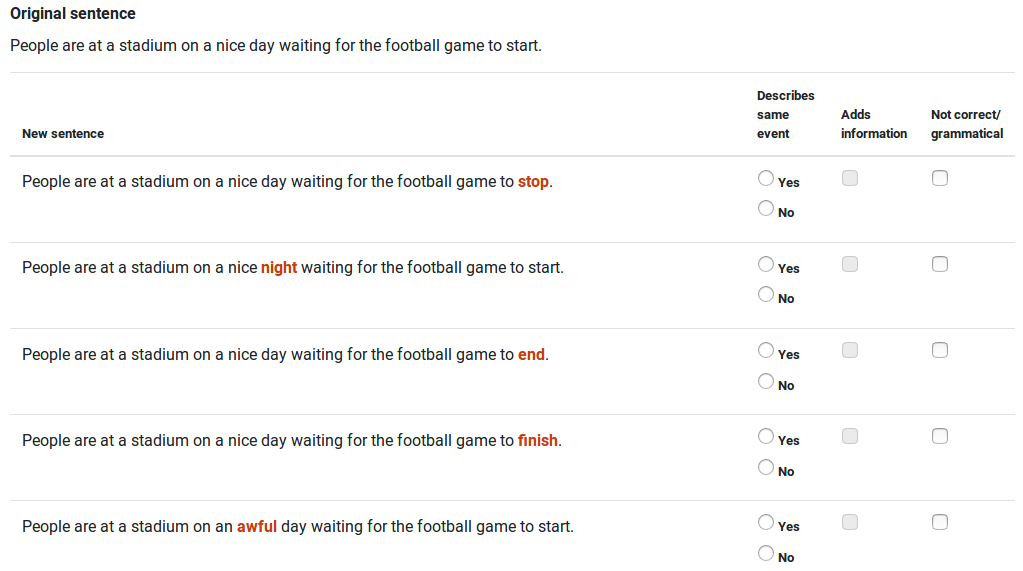 Original sentence
People are at a stadium on a nice day waiting for the football game to start.
New sentence
Describes same event
Adds information
Not correct/ grammatical
People are at a stadium on a nice day waiting for the football game to stop.
Yes
No
People are at a stadium on a nice night waiting for the football game to start.
Yes
No
People are at a stadium on a nice day waiting for the football game to end.
Yes
No
People are at a stadium on a nice day waiting for the football game to finish.
Yes
No
People are at a stadium on an awful day waiting for the football game to start.
Yes
No